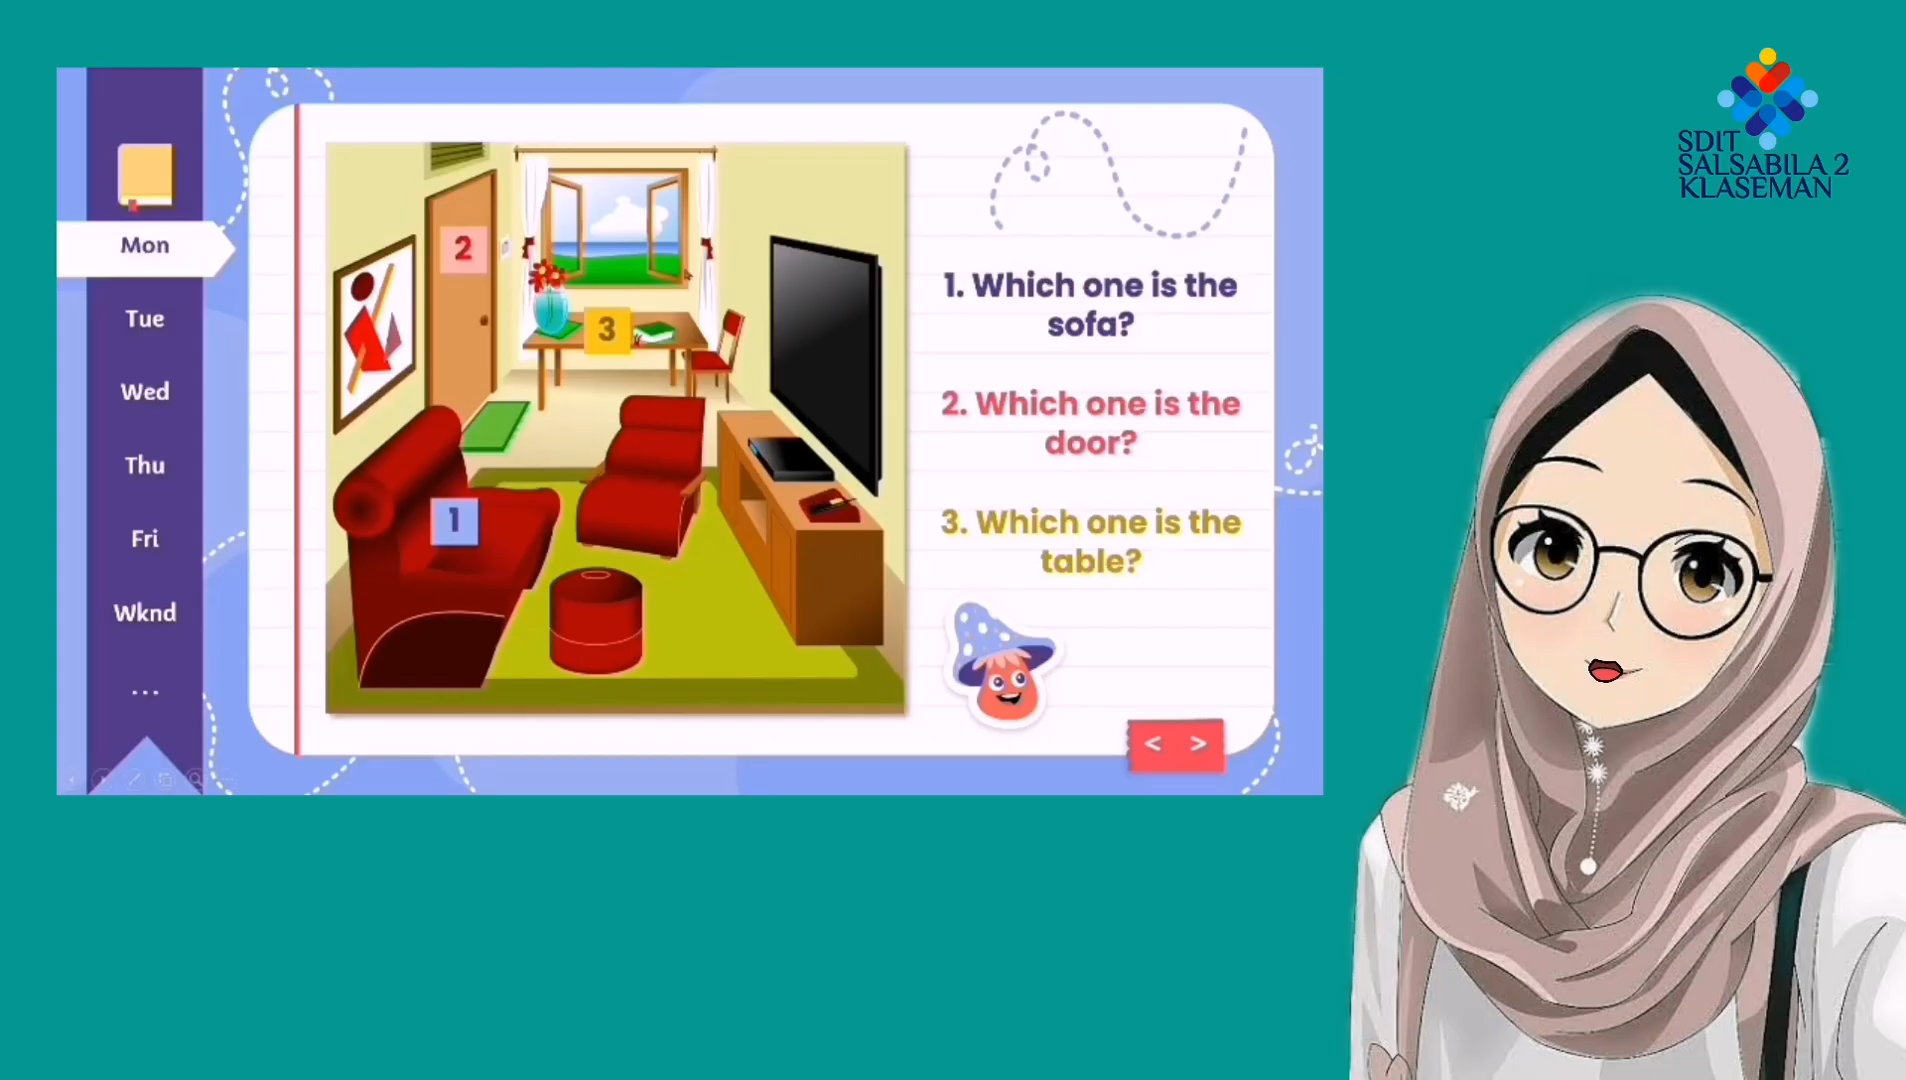 SDIT
SALSABILA 2
KLASEMAN
Mon
Tue
Wed
Thu
Fri
Wknd
...
2
3
1
1. Which one is the
sofa?
2. Which one is the
door?
3. Which one is the
table?
< >